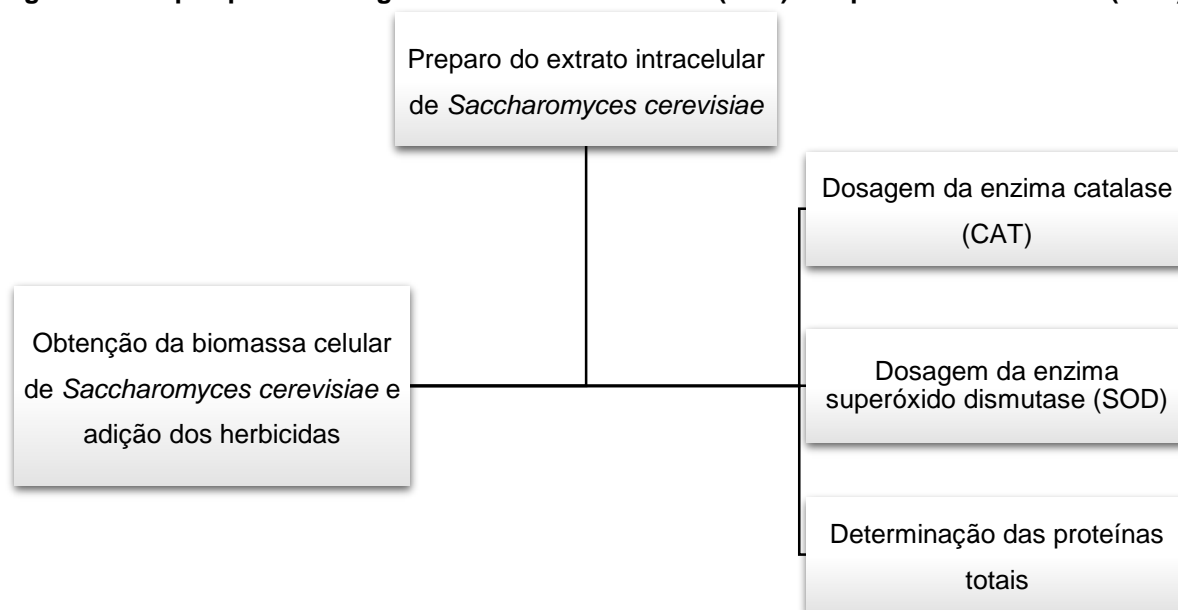 Preparo do extrato intracelular
de Saccharomyces cerevisiae
Dosagem da enzima catalase
(CAT)
Obtenção da biomassa celular
de Saccharomyces cerevisiae e
adição dos herbicidas
Dosagem da enzima
superóxido dismutase (SOD)
Determinação das proteínas
totais